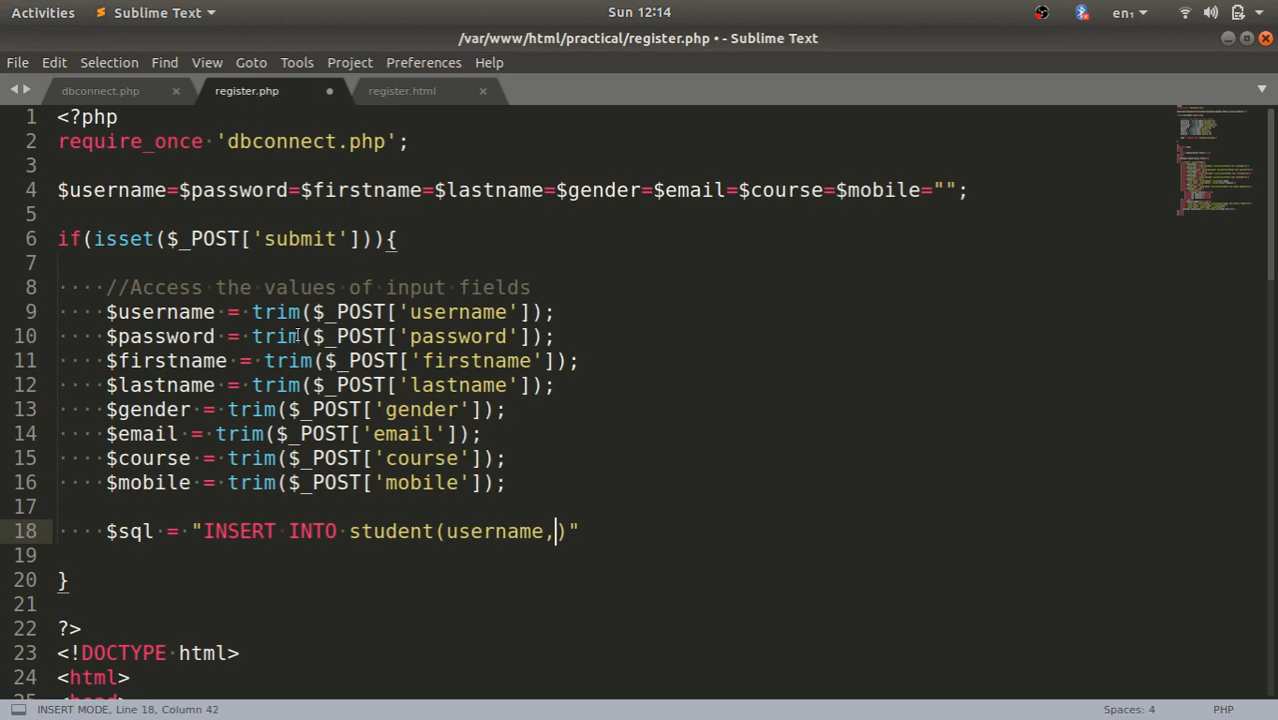 Activities Sublime Text Sun 12:14 en₁
/var/www/html/practical/register.php • - Sublime Text
File Edit Selection Find View Goto Tools Project Preferences Help
dbconnect.php × register.php • register.html ×
1 <?php
2 require_once 'dbconnect.php';
3
4 $username=$password=$firstname=$lastname=$gender=$email=$course=$mobile="";
5
6 if(isset($_POST['submit'])){
7
8 //Access the values of input fields
9 $username = trim($_POST['username']);
10 $password = trim($_POST['password']);
11 $firstname = trim($_POST['firstname']);
12 $lastname = trim($_POST['lastname']);
13 $gender = trim($_POST['gender']);
14 $email = trim($_POST['email']);
15 $course = trim($_POST['course']);
16 $mobile = trim($_POST['mobile']);
17
18 $sql = "INSERT INTO student(username,)"
19
20 }
21
22 ?>
23 <!DOCTYPE html>
24 <html>
25 <head>
INSERT MODE, Line 18, Column 42 Spaces: 4 PHP